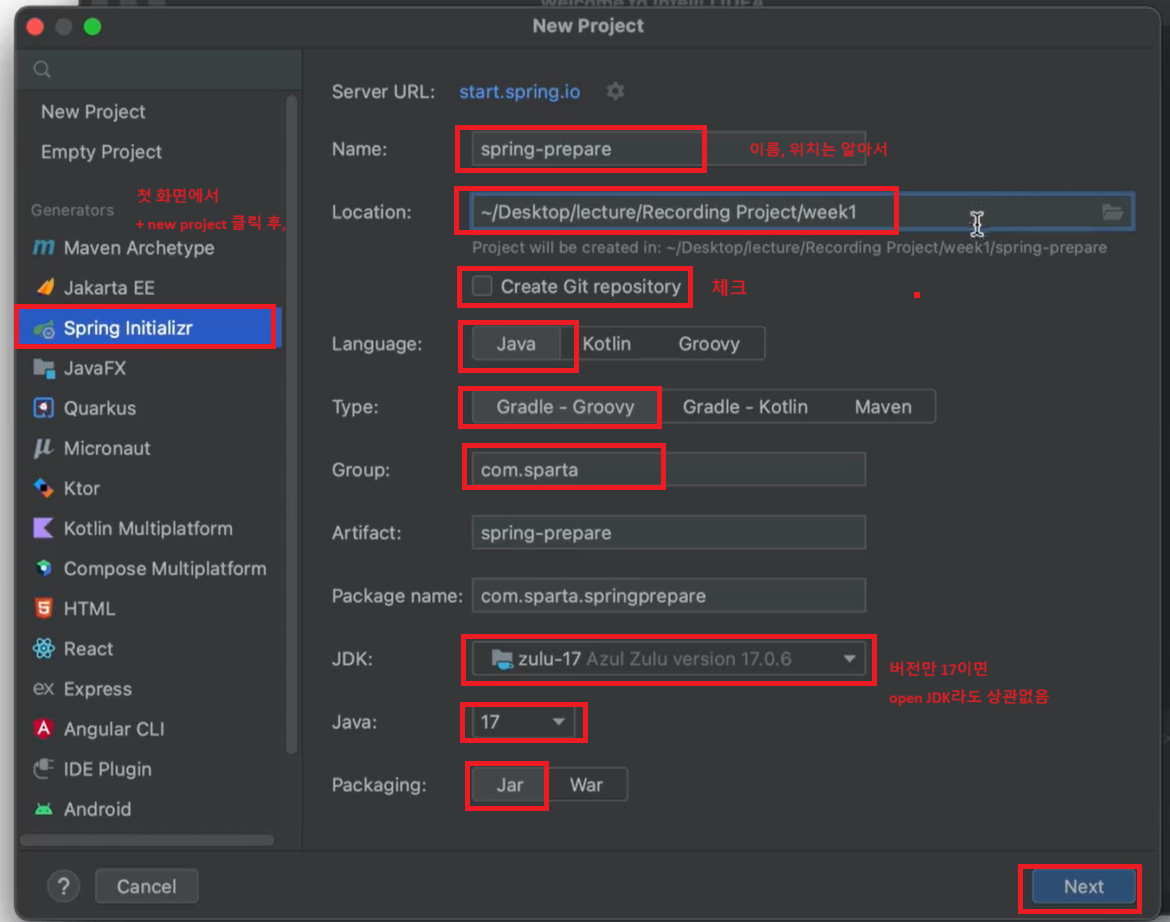 New Project
New Project
Empty Project
첫 화면에서
Generators
+ new project 클릭 후,
Maven Archetype
Jakarta EE
Spring Initializr
JavaFX
Quarkus
Micronaut
Ktor
Kotlin Multiplatform
Compose Multiplatform
HTML
React
ex Express
Angular CLI
IDE Plugin
Android
Server URL: start.spring.io
Name: spring-prepare 이름, 위치는 알아서
Location: ~/Desktop/lecture/Recording Project/week1
Project will be created in: ~/Desktop/lecture/Recording Project/week1/spring-prepare
Create Git repository 체크
Language: Java Kotlin Groovy
Type: Gradle - Groovy Gradle - Kotlin Maven
Group: com.sparta
Artifact: spring-prepare
Package name: com.sparta.springprepare
JDK: zulu-17 Azul Zulu version 17.0.6
버전만 17이면
open JDK라도 상관없음
Java: 17
Packaging: Jar War
? Cancel Next